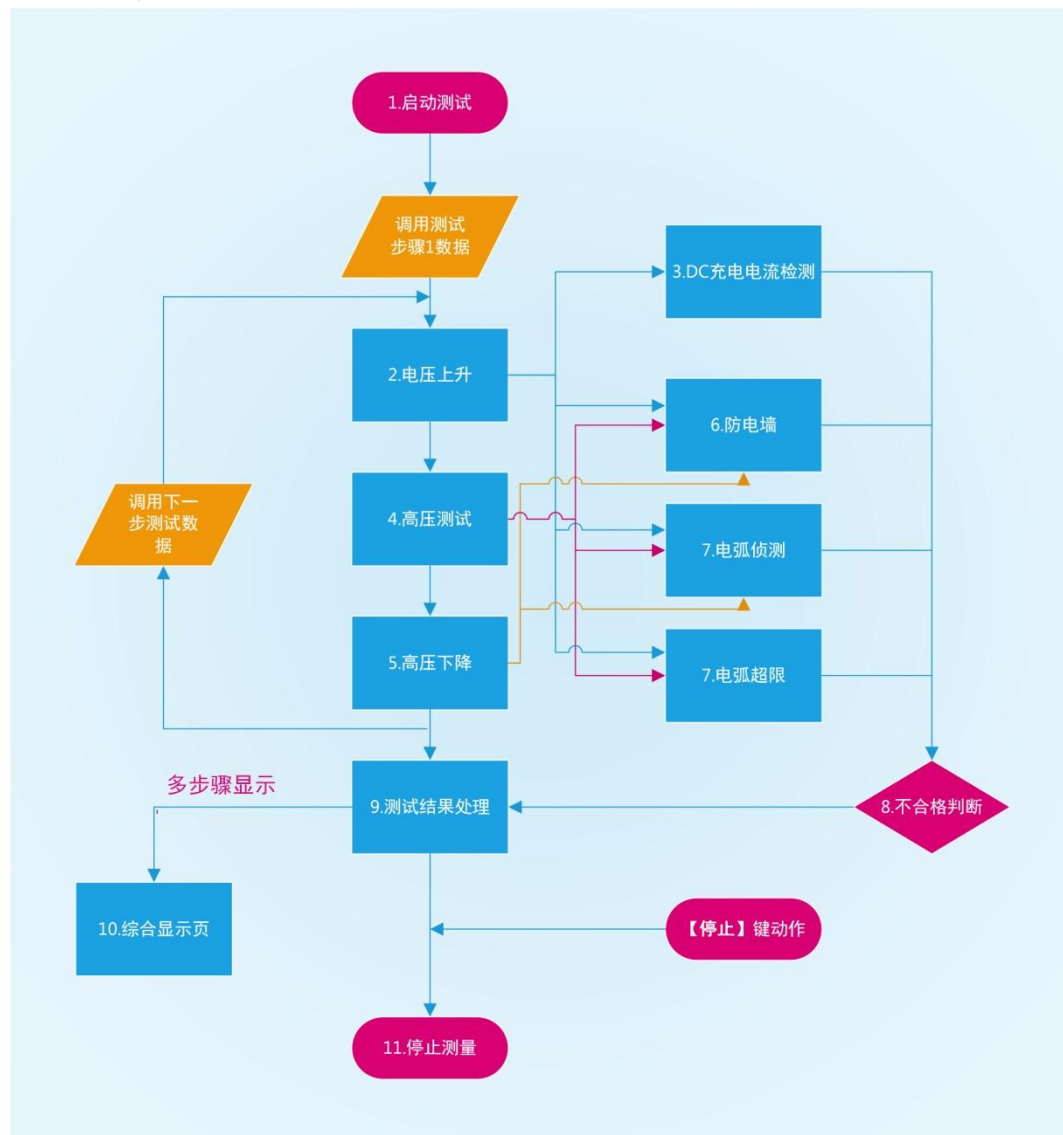 1.启动测试
调用测试
步骤1数据
3.DC充电电流检测
2.电压上升
6.防电墙
调用下一
步测试数
据
4.高压测试
7.电弧侦测
5.高压下降
7.电弧超限
多步骤显示
9.测试结果处理
8.不合格判断
10.综合显示页
【停止】键动作
11.停止测量